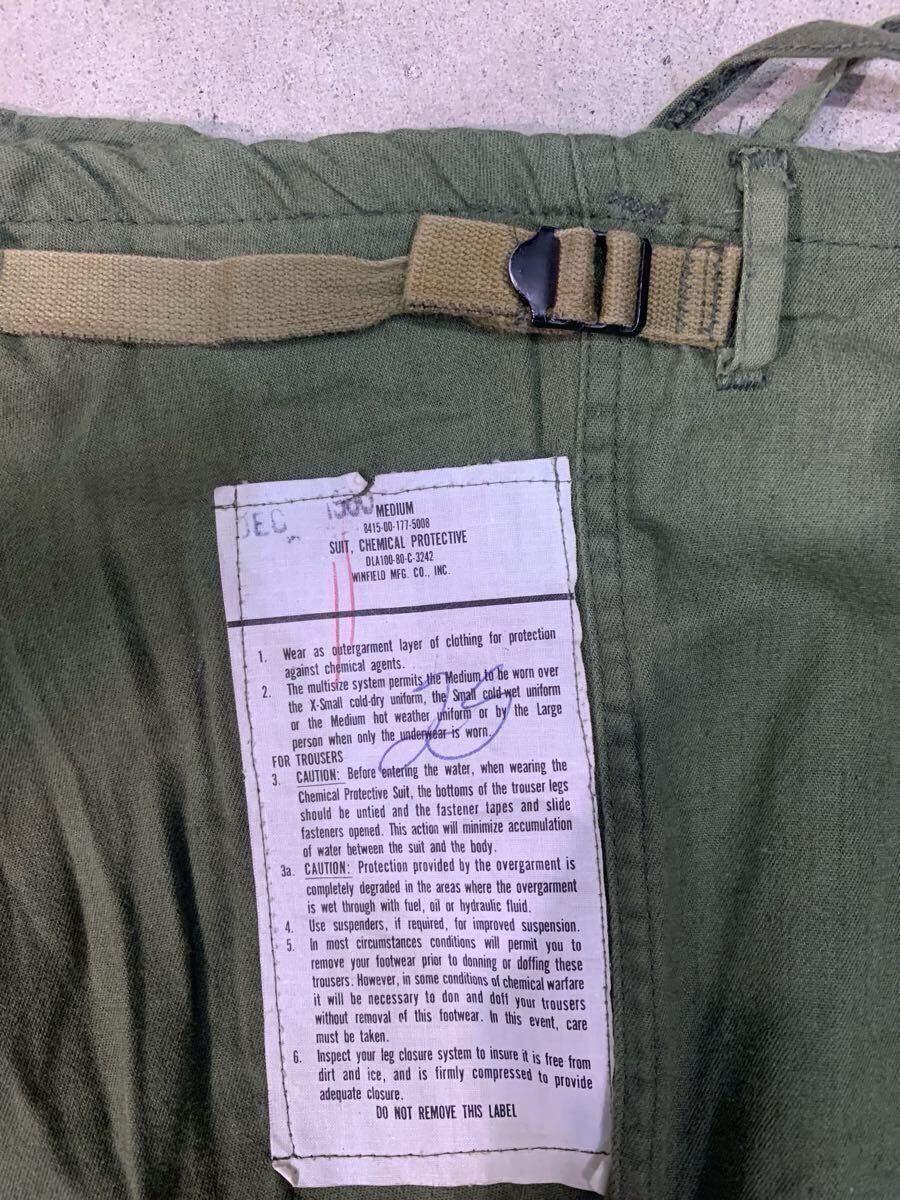 DEC 1980
MEDIUM
8415-00-177-5008
SUIT, CHEMICAL PROTECTIVE
DLA100-80-C-3242
WINFIELD MFG. CO., INC.
1. Wear as outergarment layer of clothing for protection
against chemical agents.
2. The multisize system permits the Medium to be worn over
the X-Small cold-dry uniform, the Small cold-wet uniform
or the Medium hot weather uniform or by the Large
person when only the underwear is worn.
FOR TROUSERS
3. CAUTION: Before entering the water, when wearing the
Chemical Protective Suit, the bottoms of the trouser legs
should be untied and the fastener tapes and slide
fasteners opened. This action will minimize accumulation
of water between the suit and the body.
3a. CAUTION: Protection provided by the overgarment is
completely degraded in the areas where the overgarment
is wet through with fuel, oil or hydraulic fluid.
4. Use suspenders, if required, for improved suspension.
5. In most circumstances conditions will permit you to
remove your footwear prior to donning or doffing these
trousers. However, in some conditions of chemical warfare
it will be necessary to don and doff your trousers
without removal of this footwear. In this event, care
must be taken.
6. Inspect your leg closure system to insure it is free from
dirt and ice, and is firmly compressed to provide
adequate closure.
DO NOT REMOVE THIS LABEL